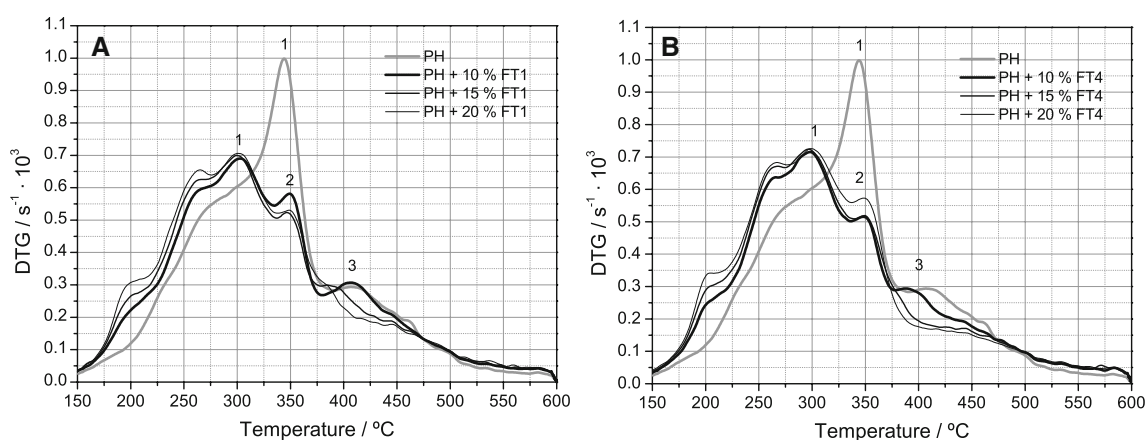 A
1
1
2
3
PH
PH + 10 % FT1
PH + 15 % FT1
PH + 20 % FT1
DTG / s⁻¹ · 10³
1.1
1.0
0.9
0.8
0.7
0.6
0.5
0.4
0.3
0.2
0.1
0.0
150 200 250 300 350 400 450 500 550 600
Temperature / ºC
B
1
1
2
3
PH
PH + 10 % FT4
PH + 15 % FT4
PH + 20 % FT4
DTG / s⁻¹ · 10³
1.1
1.0
0.9
0.8
0.7
0.6
0.5
0.4
0.3
0.2
0.1
0.0
150 200 250 300 350 400 450 500 550 600
Temperature / ºC